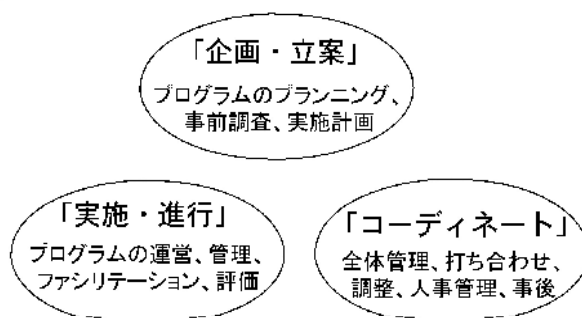 「企画・立案」
プログラムのプランニング、
事前調査、実施計画
「実施・進行」
プログラムの運営、管理、
ファシリテーション、評価
「コーディネート」
全体管理、打ち合わせ、
調整、人事管理、事後